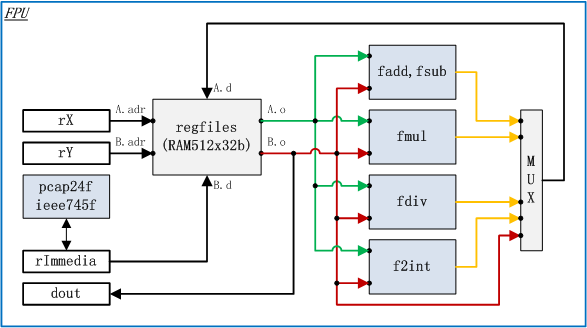 FPU
A.d
fadd,fsub
A.adr
A.o
rX
regfiles
(RAM512x32b)
fmul
B.adr
B.o
rY
M
U
X
B.d
pcap24f
ieee745f
fdiv
rImmedia
f2int
dout